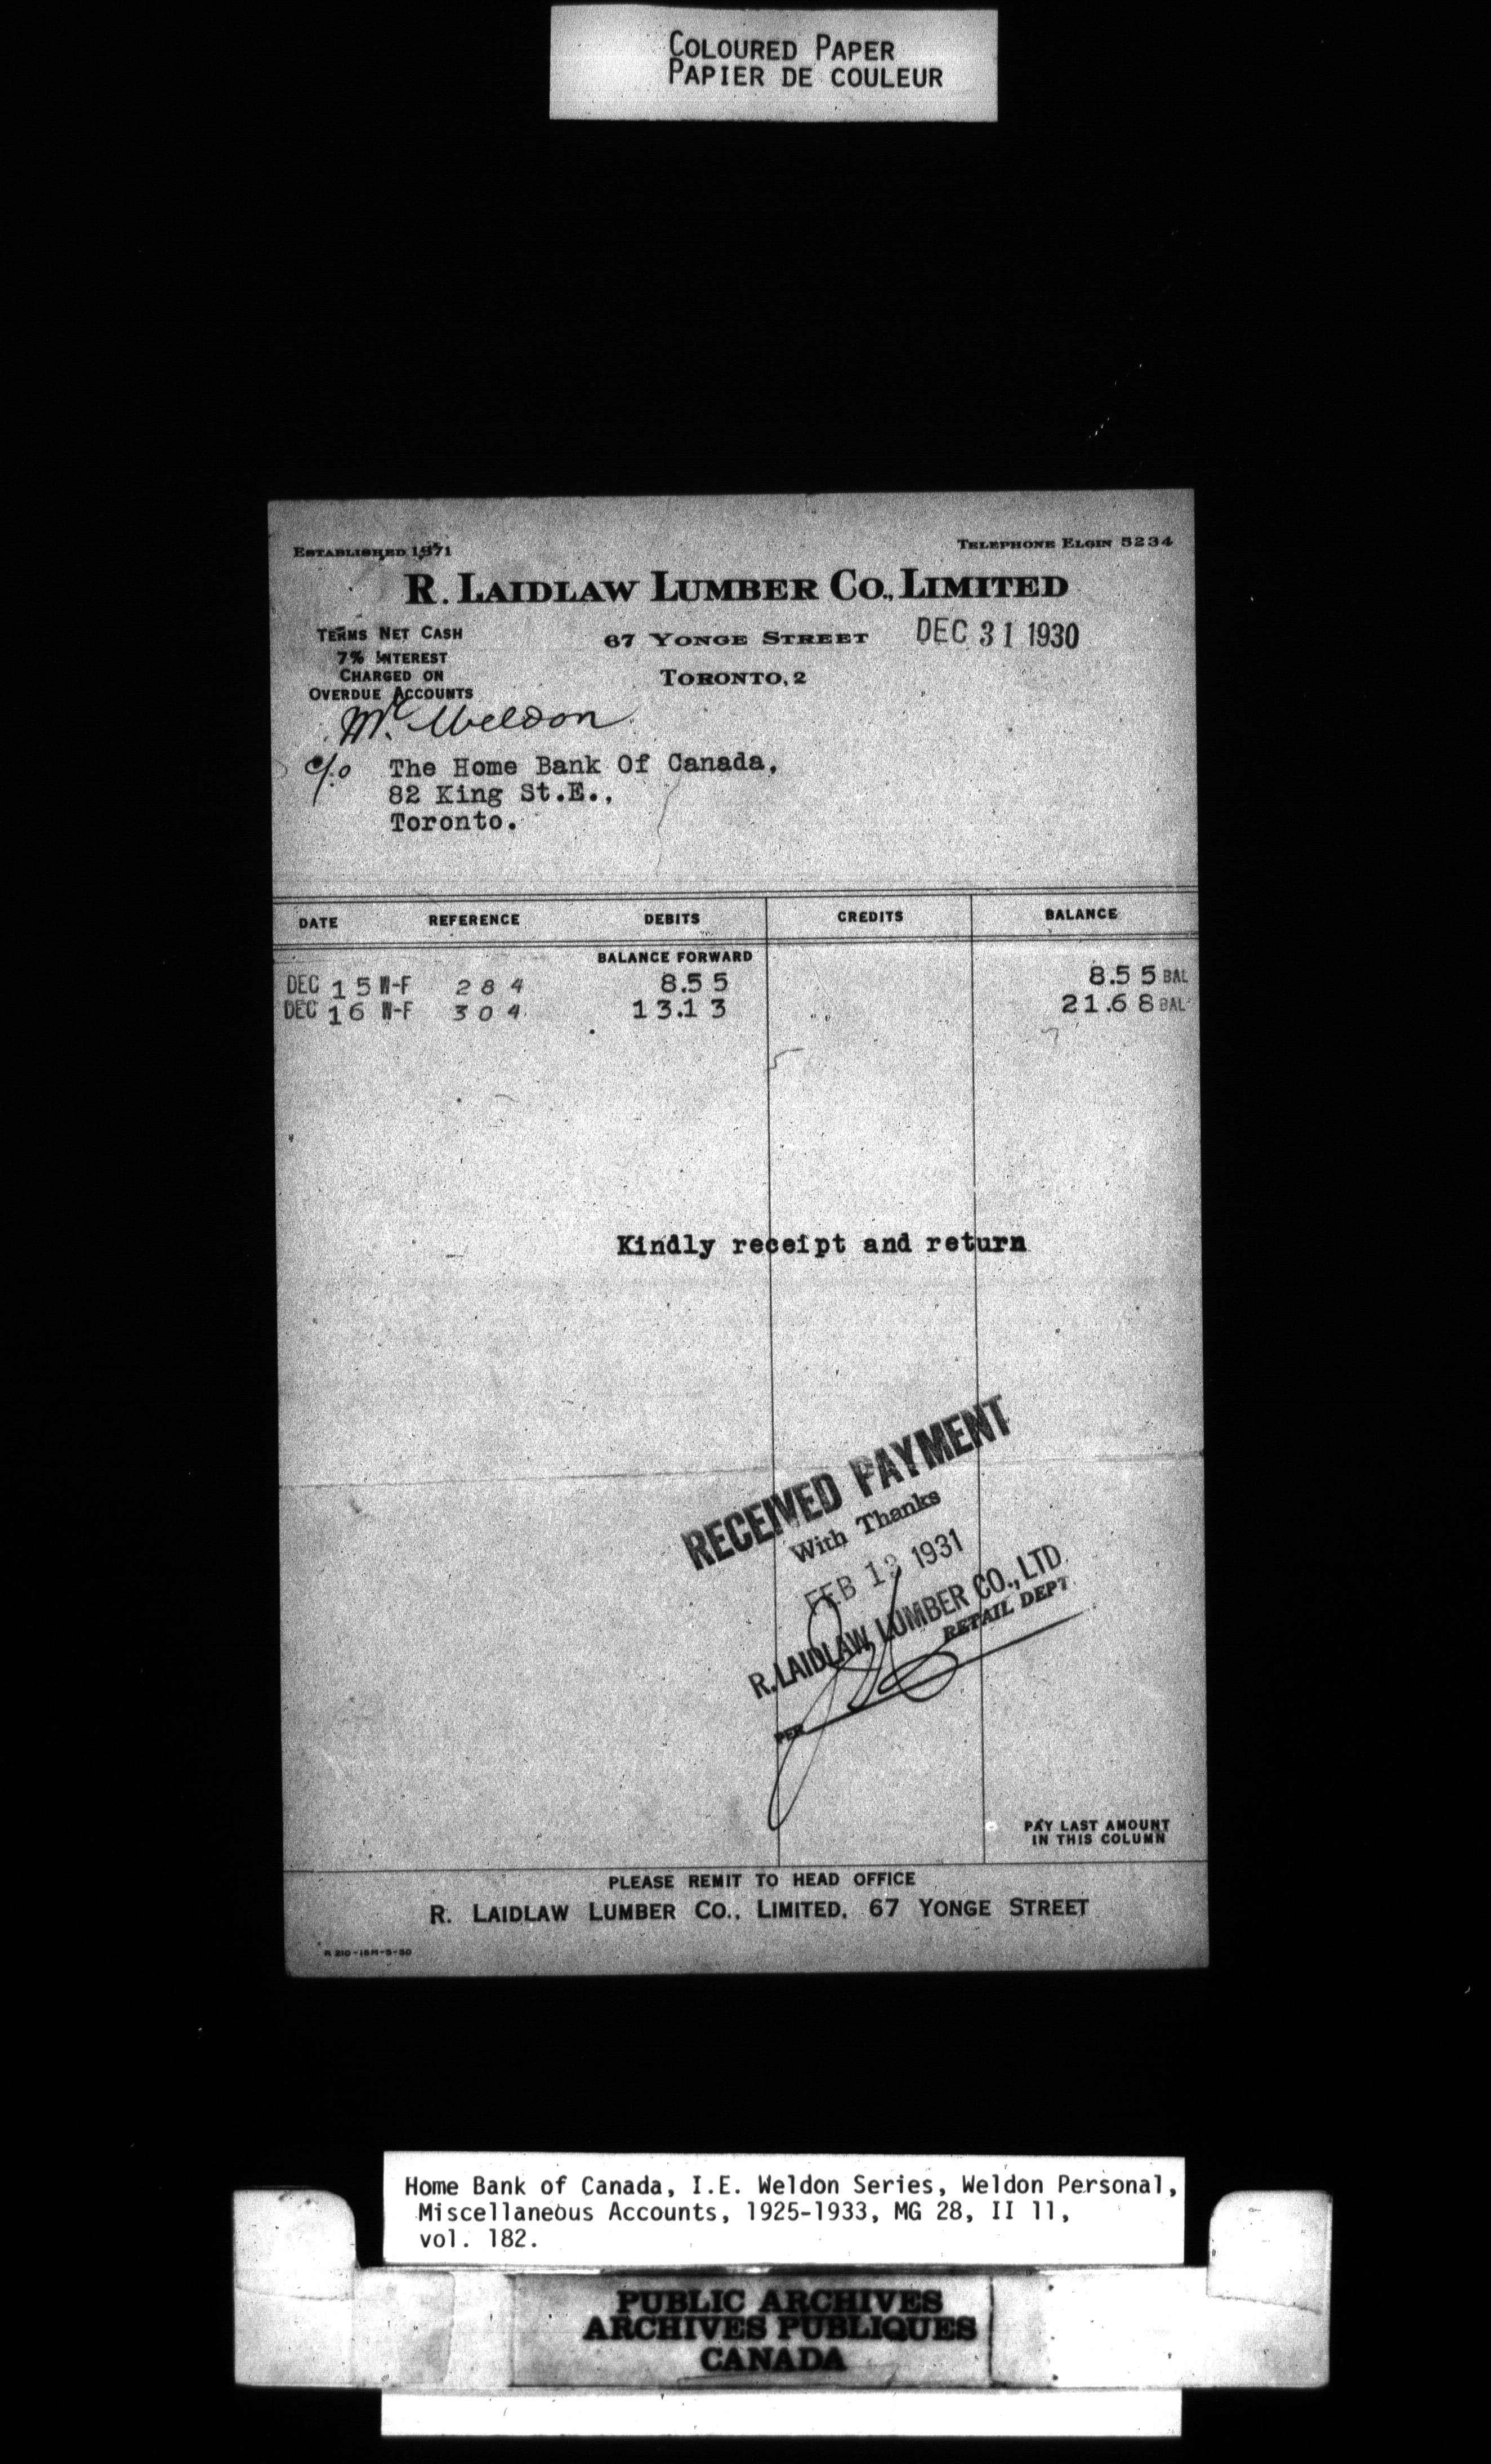 COLOURED PAPER
PAPIER DE COULEUR
ESTABLISHED 1871
TELEPHONE ELGIN 5234
R. LAIDLAW LUMBER CO., LIMITED
TERMS NET CASH
7% INTEREST
CHARGED ON
OVERDUE ACCOUNTS
67 YONGE STREET
DEC 31 1930
TORONTO, 2
Mr. Weldon
c/o The Home Bank Of Canada,
82 King St.E.,
Toronto.
DATE REFERENCE DEBITS CREDITS BALANCE
BALANCE FORWARD
DEC 15 W-F 284 8.55 8.55 BAL
DEC 16 W-F 304 13.13 21.68 BAL
Kindly receipt and return
RECEIVED PAYMENT
With Thanks
FEB 1 1931
R. LAIDLAW LUMBER CO., LTD.
RETAIL DEPT
PER
PAY LAST AMOUNT
IN THIS COLUMN
PLEASE REMIT TO HEAD OFFICE
R. LAIDLAW LUMBER CO., LIMITED, 67 YONGE STREET
Home Bank of Canada, I.E. Weldon Series, Weldon Personal,
Miscellaneous Accounts, 1925-1933, MG 28, II 11,
vol. 182.
PUBLIC ARCHIVES
ARCHIVES PUBLIQUES
CANADA